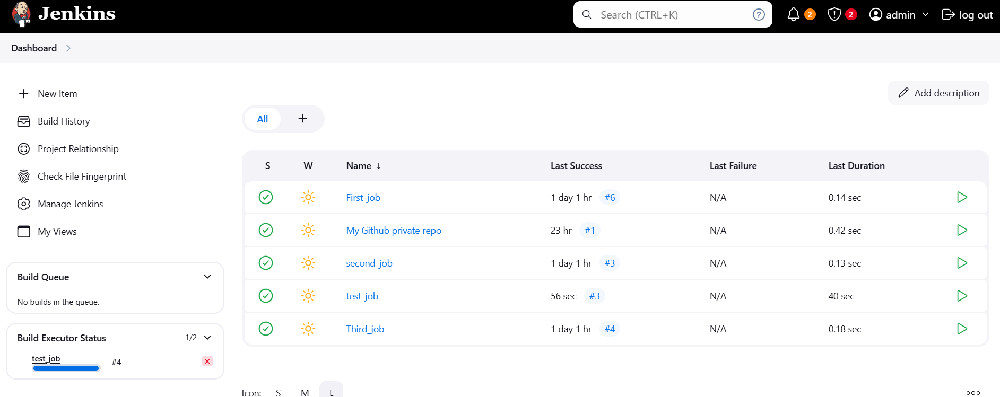 Jenkins
Search (CTRL+K)
2
2
admin
log out
Dashboard
New Item
Build History
Project Relationship
Check File Fingerprint
Manage Jenkins
My Views
Build Queue
No builds in the queue.
Build Executor Status 1/2
test_job #4
Add description
All
S W Name ↓ Last Success Last Failure Last Duration
First_job 1 day 1 hr #6 N/A 0.14 sec
My Github private repo 23 hr #1 N/A 0.42 sec
second_job 1 day 1 hr #3 N/A 0.13 sec
test_job 56 sec #3 N/A 40 sec
Third_job 1 day 1 hr #4 N/A 0.18 sec
Icon: S M L